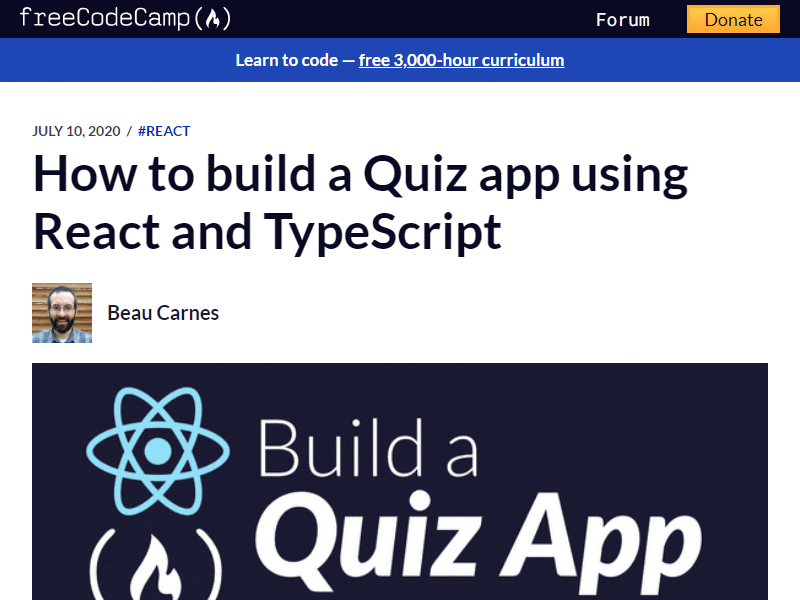 freeCodeCamp(🔥)
Forum
Donate
Learn to code — free 3,000-hour curriculum
JULY 10, 2020 / #REACT
How to build a Quiz app using
React and TypeScript
Beau Carnes
Build a
Quiz App